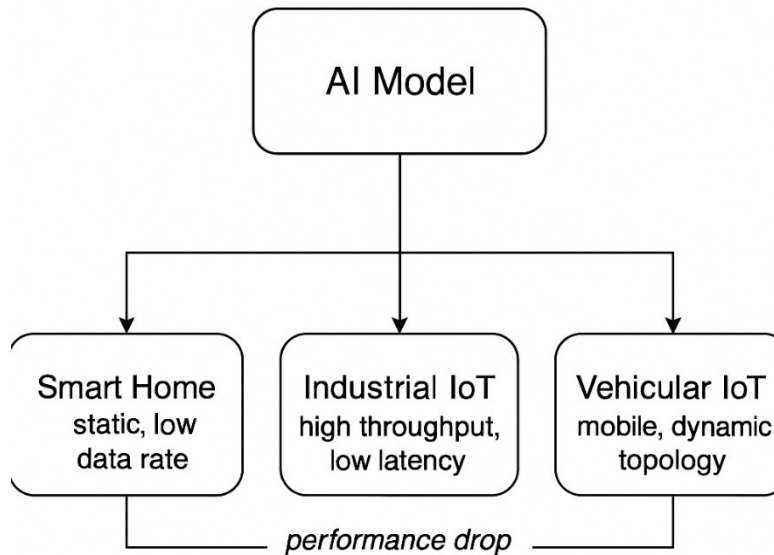 AI Model
Smart Home
static, low
data rate
Industrial IoT
high throughput,
low latency
Vehicular IoT
mobile, dynamic
topology
performance drop